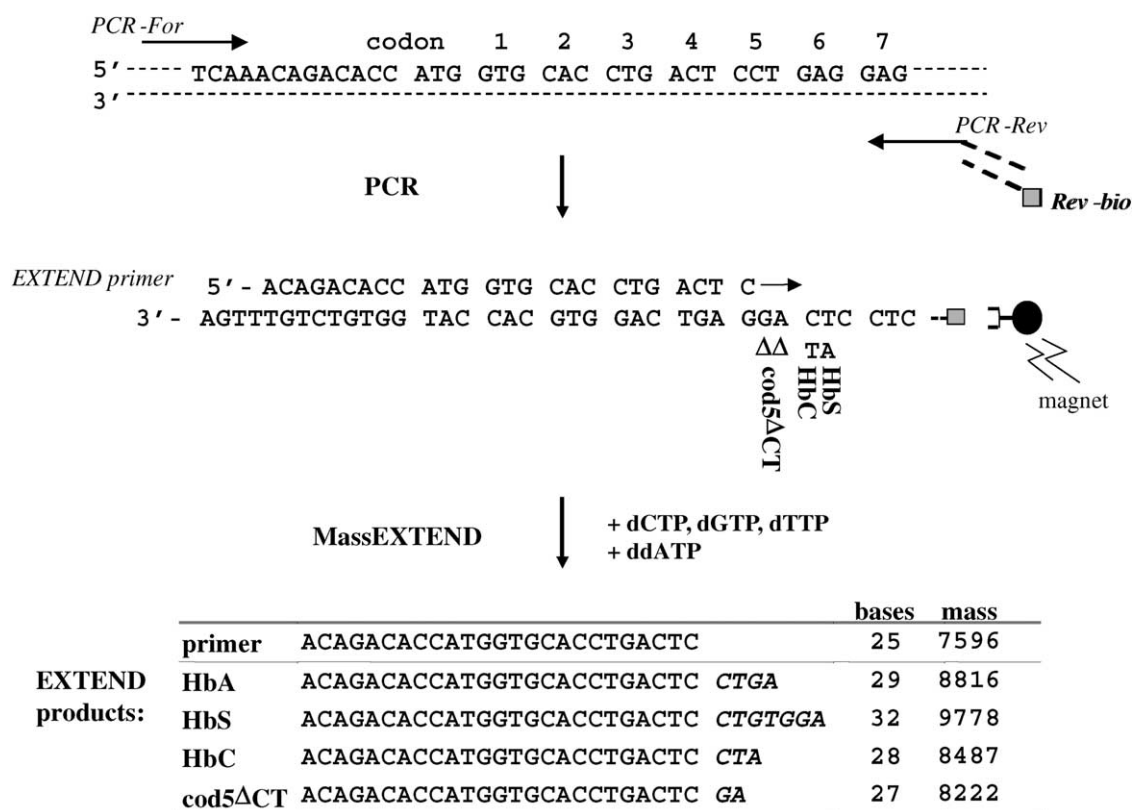 PCR-For
codon 1 2 3 4 5 6 7
5’ TCAAACAGACACC ATG GTG CAC CTG ACT CCT GAG GAG
3’
PCR-Rev
PCR
Rev-bio
EXTEND primer 5’- ACAGACACC ATG GTG CAC CTG ACT C
3’- AGTTTGTCTGTGG TAC CAC GTG GAC TGA GGA CTC CTC
ΔΔ TA
cod5ΔCT HbC HbS
magnet
MassEXTEND
+ dCTP, dGTP, dTTP
+ ddATP
bases mass
primer ACAGACACCATGGTGCACCTGACTC 25 7596
EXTEND products:
HbA ACAGACACCATGGTGCACCTGACTC CTGA 29 8816
HbS ACAGACACCATGGTGCACCTGACTC CTGTGGA 32 9778
HbC ACAGACACCATGGTGCACCTGACTC CTA 28 8487
cod5ΔCT ACAGACACCATGGTGCACCTGACTC GA 27 8222